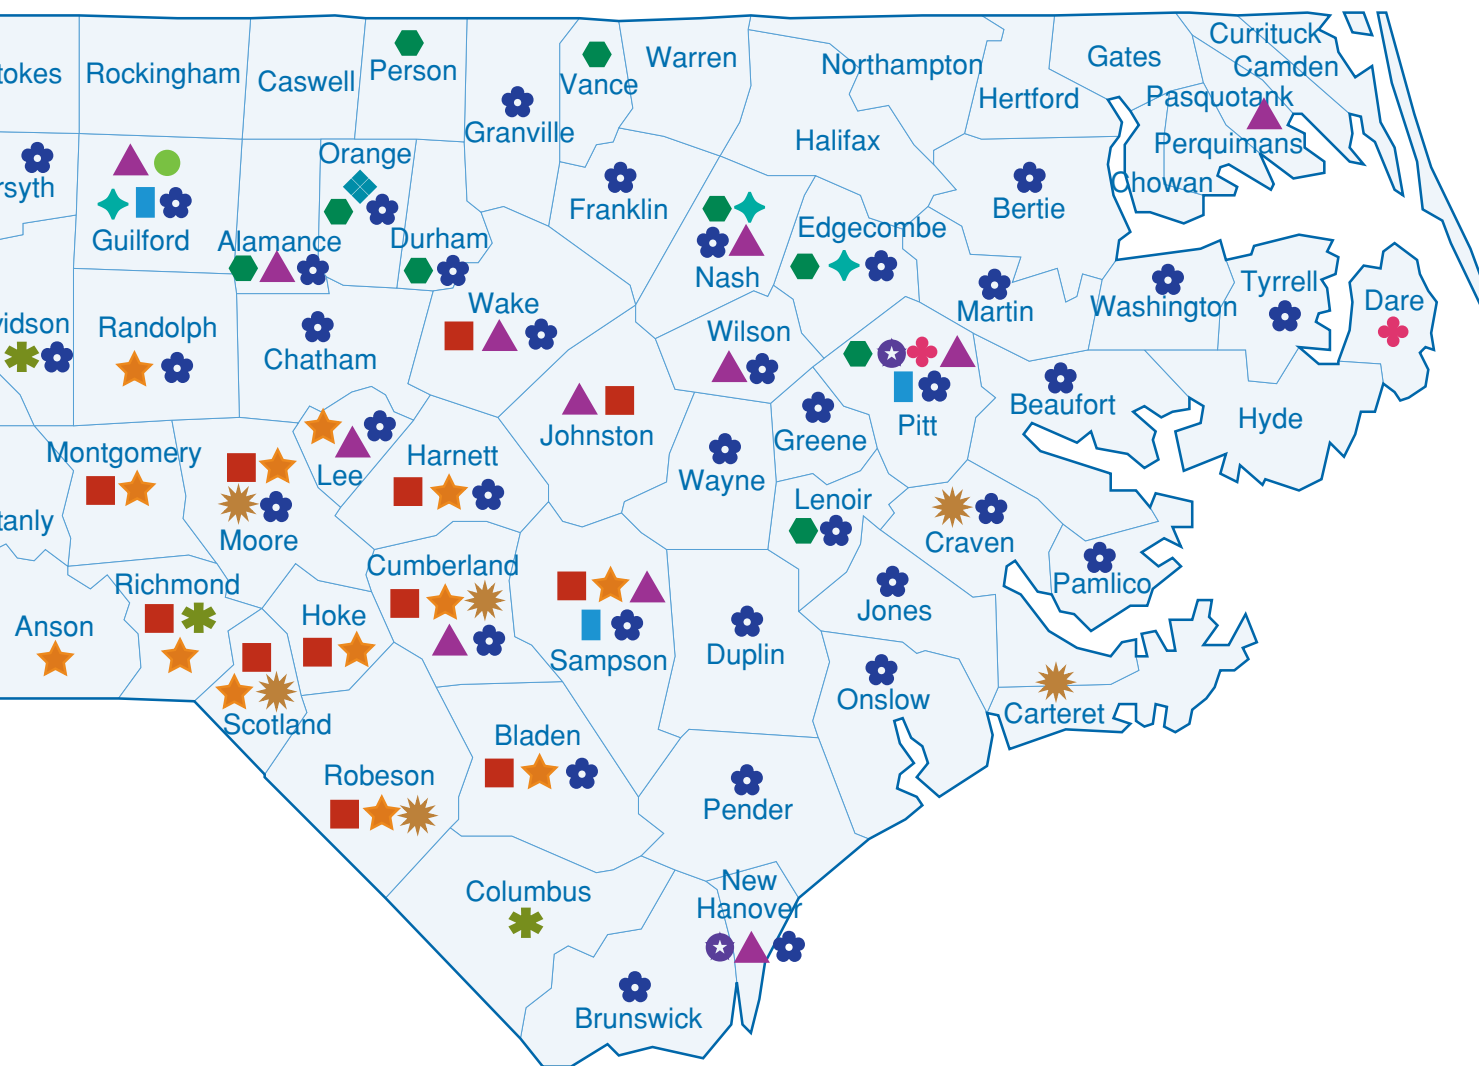 Currituck
Warren
Gates
tokes
Rockingham
Caswell
Person
Vance
Northampton
Camden
Hertford
Pasquotank
Granville
Halifax
Perquimans
Orange
rsyth
Chowan
Franklin
Bertie
Guilford
Alamance
Durham
Edgecombe
Nash
Tyrrell
Wake
Martin
Washington
Dare
vidson
Randolph
Wilson
Chatham
Beaufort
Hyde
Johnston
Greene
Pitt
Montgomery
Lee
Harnett
Wayne
Lenoir
tanly
Moore
Craven
Cumberland
Richmond
Pamlico
Anson
Hoke
Jones
Sampson
Duplin
Onslow
Scotland
Carteret
Bladen
Robeson
Pender
Columbus
New
Hanover
Brunswick